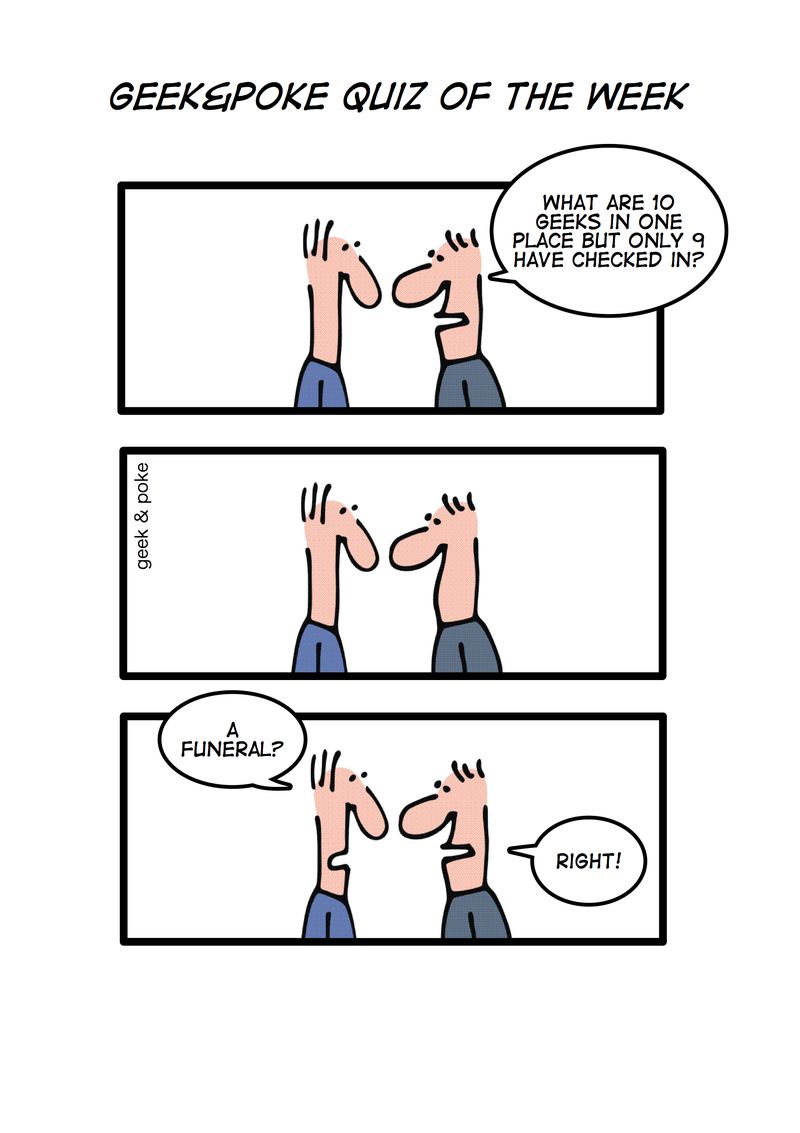 GEEK&POKE QUIZ OF THE WEEK
WHAT ARE 10
GEEKS IN ONE
PLACE BUT ONLY 9
HAVE CHECKED IN?
geek & poke
A
FUNERAL?
RIGHT!